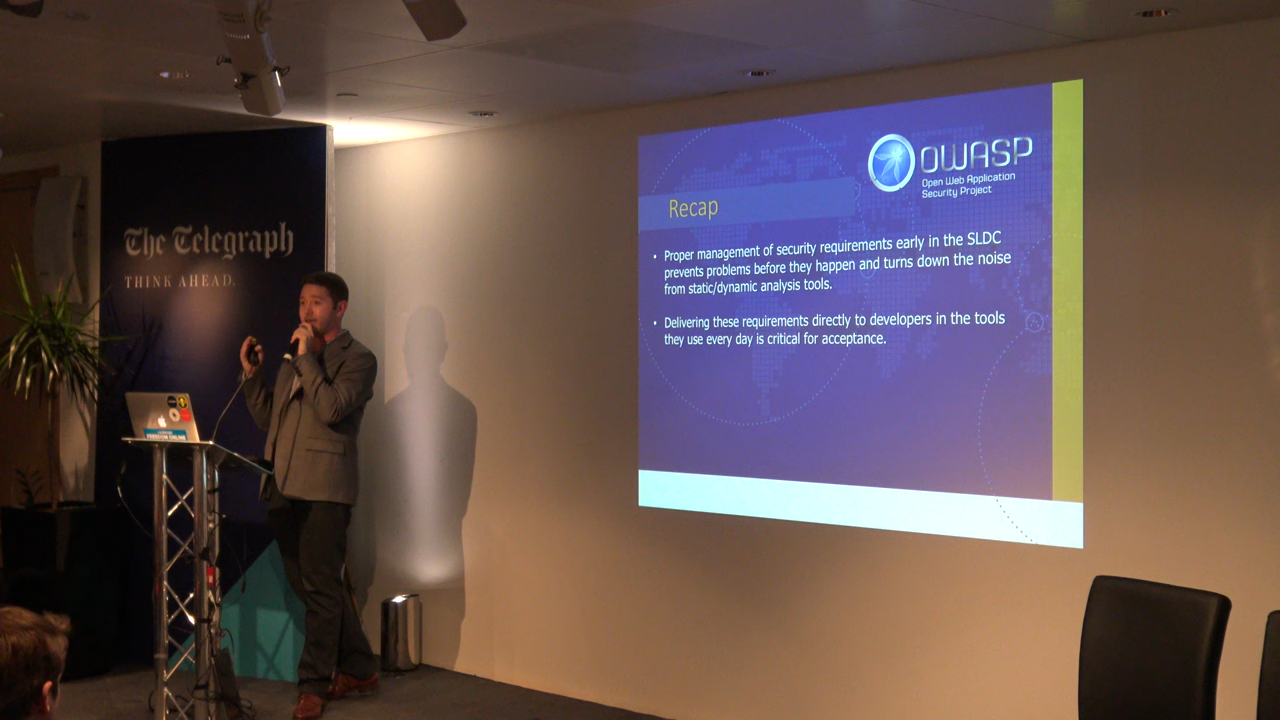 The Telegraph
THINK AHEAD.
OWASP
Open Web Application
Security Project
Recap
• Proper management of security requirements early in the SLDC
prevents problems before they happen and turns down the noise
from static/dynamic analysis tools.
• Delivering these requirements directly to developers in the tools
they use every day is critical for acceptance.
FREEDOM ONLINE